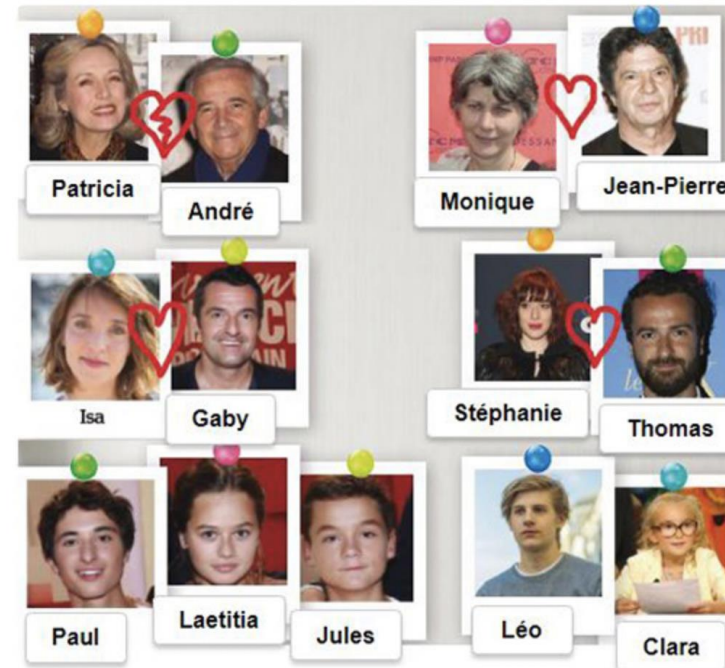 Patricia
André
Monique
Jean-Pierre
Isa
Gaby
Stéphanie
Thomas
Paul
Laetitia
Jules
Léo
Clara